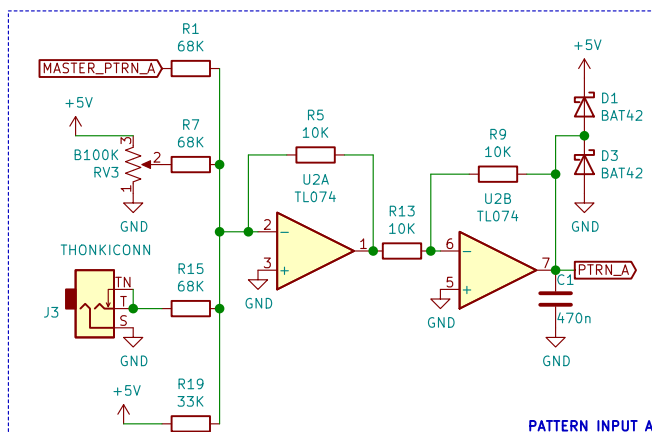 R1
68K
MASTER_PTRN_A
+5V
3
B100K
RV3
2
1
GND
R7
68K
R5
10K
U2A
TL074
2
3
1
GND
R13
10K
R9
10K
U2B
TL074
6
5
7
GND
+5V
D1
BAT42
D3
BAT42
GND
PTRN_A
C1
470n
GND
THONKICONN
TN
T
S
J3
GND
R15
68K
+5V
R19
33K
PATTERN INPUT A